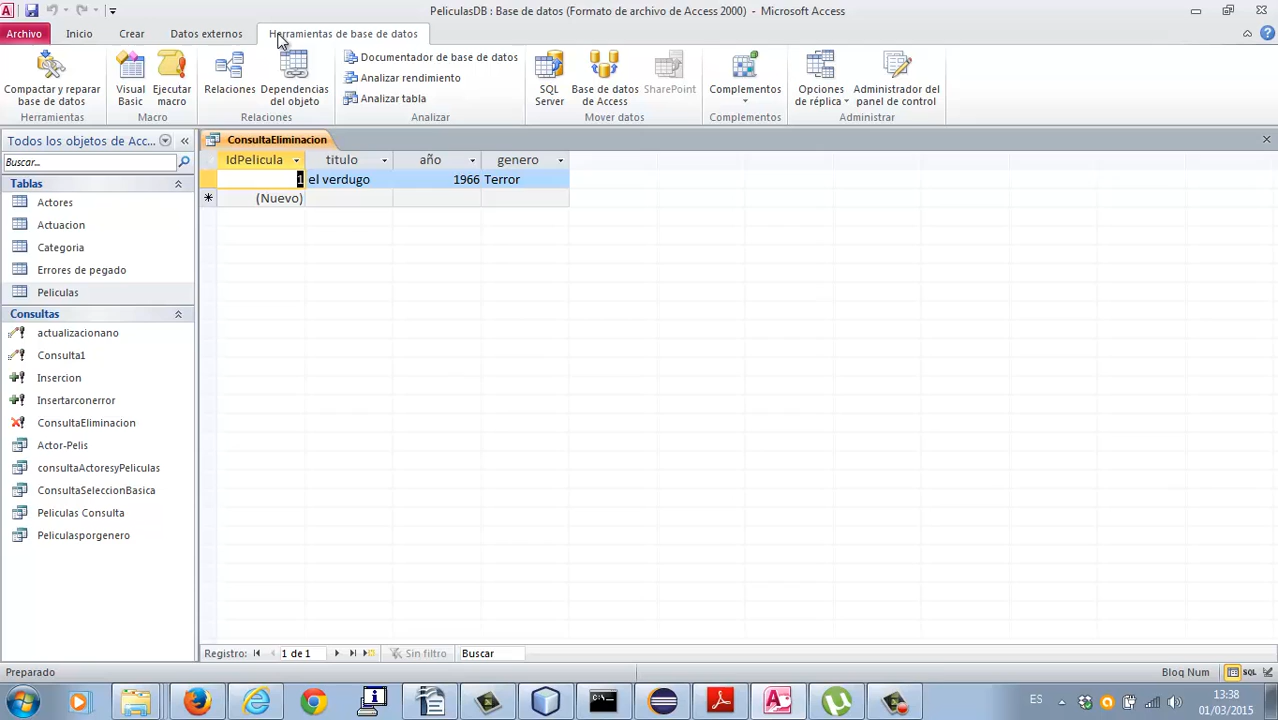 PeliculasDB : Base de datos (Formato de archivo de Access 2000) - Microsoft Access
Archivo Inicio Crear Datos externos Herramientas de base de datos
Compactar y reparar base de datos
Herramientas
Visual Basic
Ejecutar macro
Macro
Relaciones
Dependencias del objeto
Relaciones
Documentador de base de datos
Analizar rendimiento
Analizar tabla
Analizar
SQL Server
Base de datos de Access
SharePoint
Mover datos
Complementos
Complementos
Opciones de réplica
Administrador del panel de control
Administrar
Todos los objetos de Acc...
Buscar...
Tablas
Actores
Actuacion
Categoria
Errores de pegado
Peliculas
Consultas
actualizacionano
Consulta1
Insercion
Insertarconerror
ConsultaEliminacion
Actor-Pelis
consultaActoresyPeliculas
ConsultaSeleccionBasica
Peliculas Consulta
Peliculasporgenero
ConsultaEliminacion
IdPelicula titulo año genero
1 el verdugo 1966 Terror
(Nuevo)
Registro: 1 de 1 Sin filtro Buscar
Preparado Bloq Num SQL
ES 13:38
01/03/2015